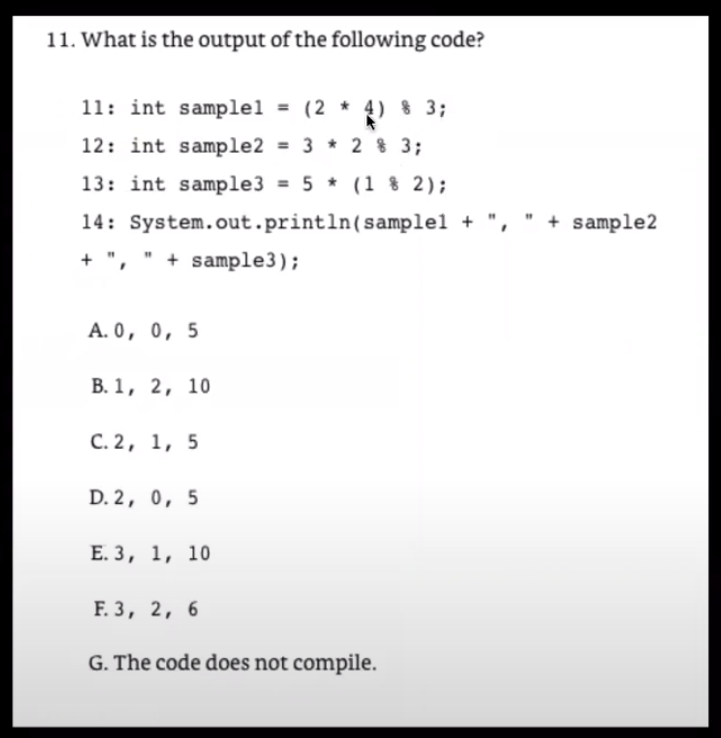 11. What is the output of the following code?
11: int sample1 = (2 * 4) % 3;
12: int sample2 = 3 * 2 % 3;
13: int sample3 = 5 * (1 % 2);
14: System.out.println(sample1 + ", " + sample2
+ ", " + sample3);
A. 0, 0, 5
B. 1, 2, 10
C. 2, 1, 5
D. 2, 0, 5
E. 3, 1, 10
F. 3, 2, 6
G. The code does not compile.